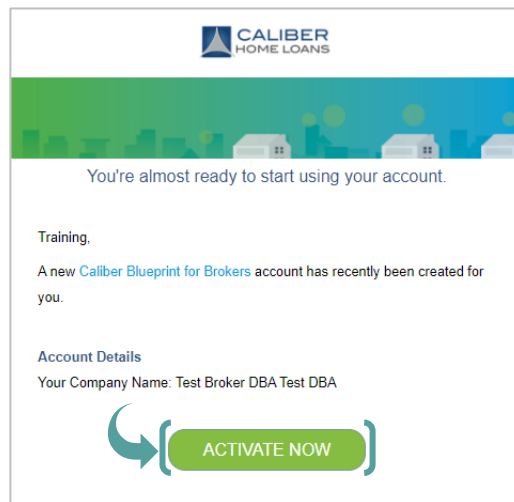 CALIBER
HOME LOANS
You're almost ready to start using your account.
Training,
A new Caliber Blueprint for Brokers account has recently been created for
you.
Account Details
Your Company Name: Test Broker DBA Test DBA
ACTIVATE NOW